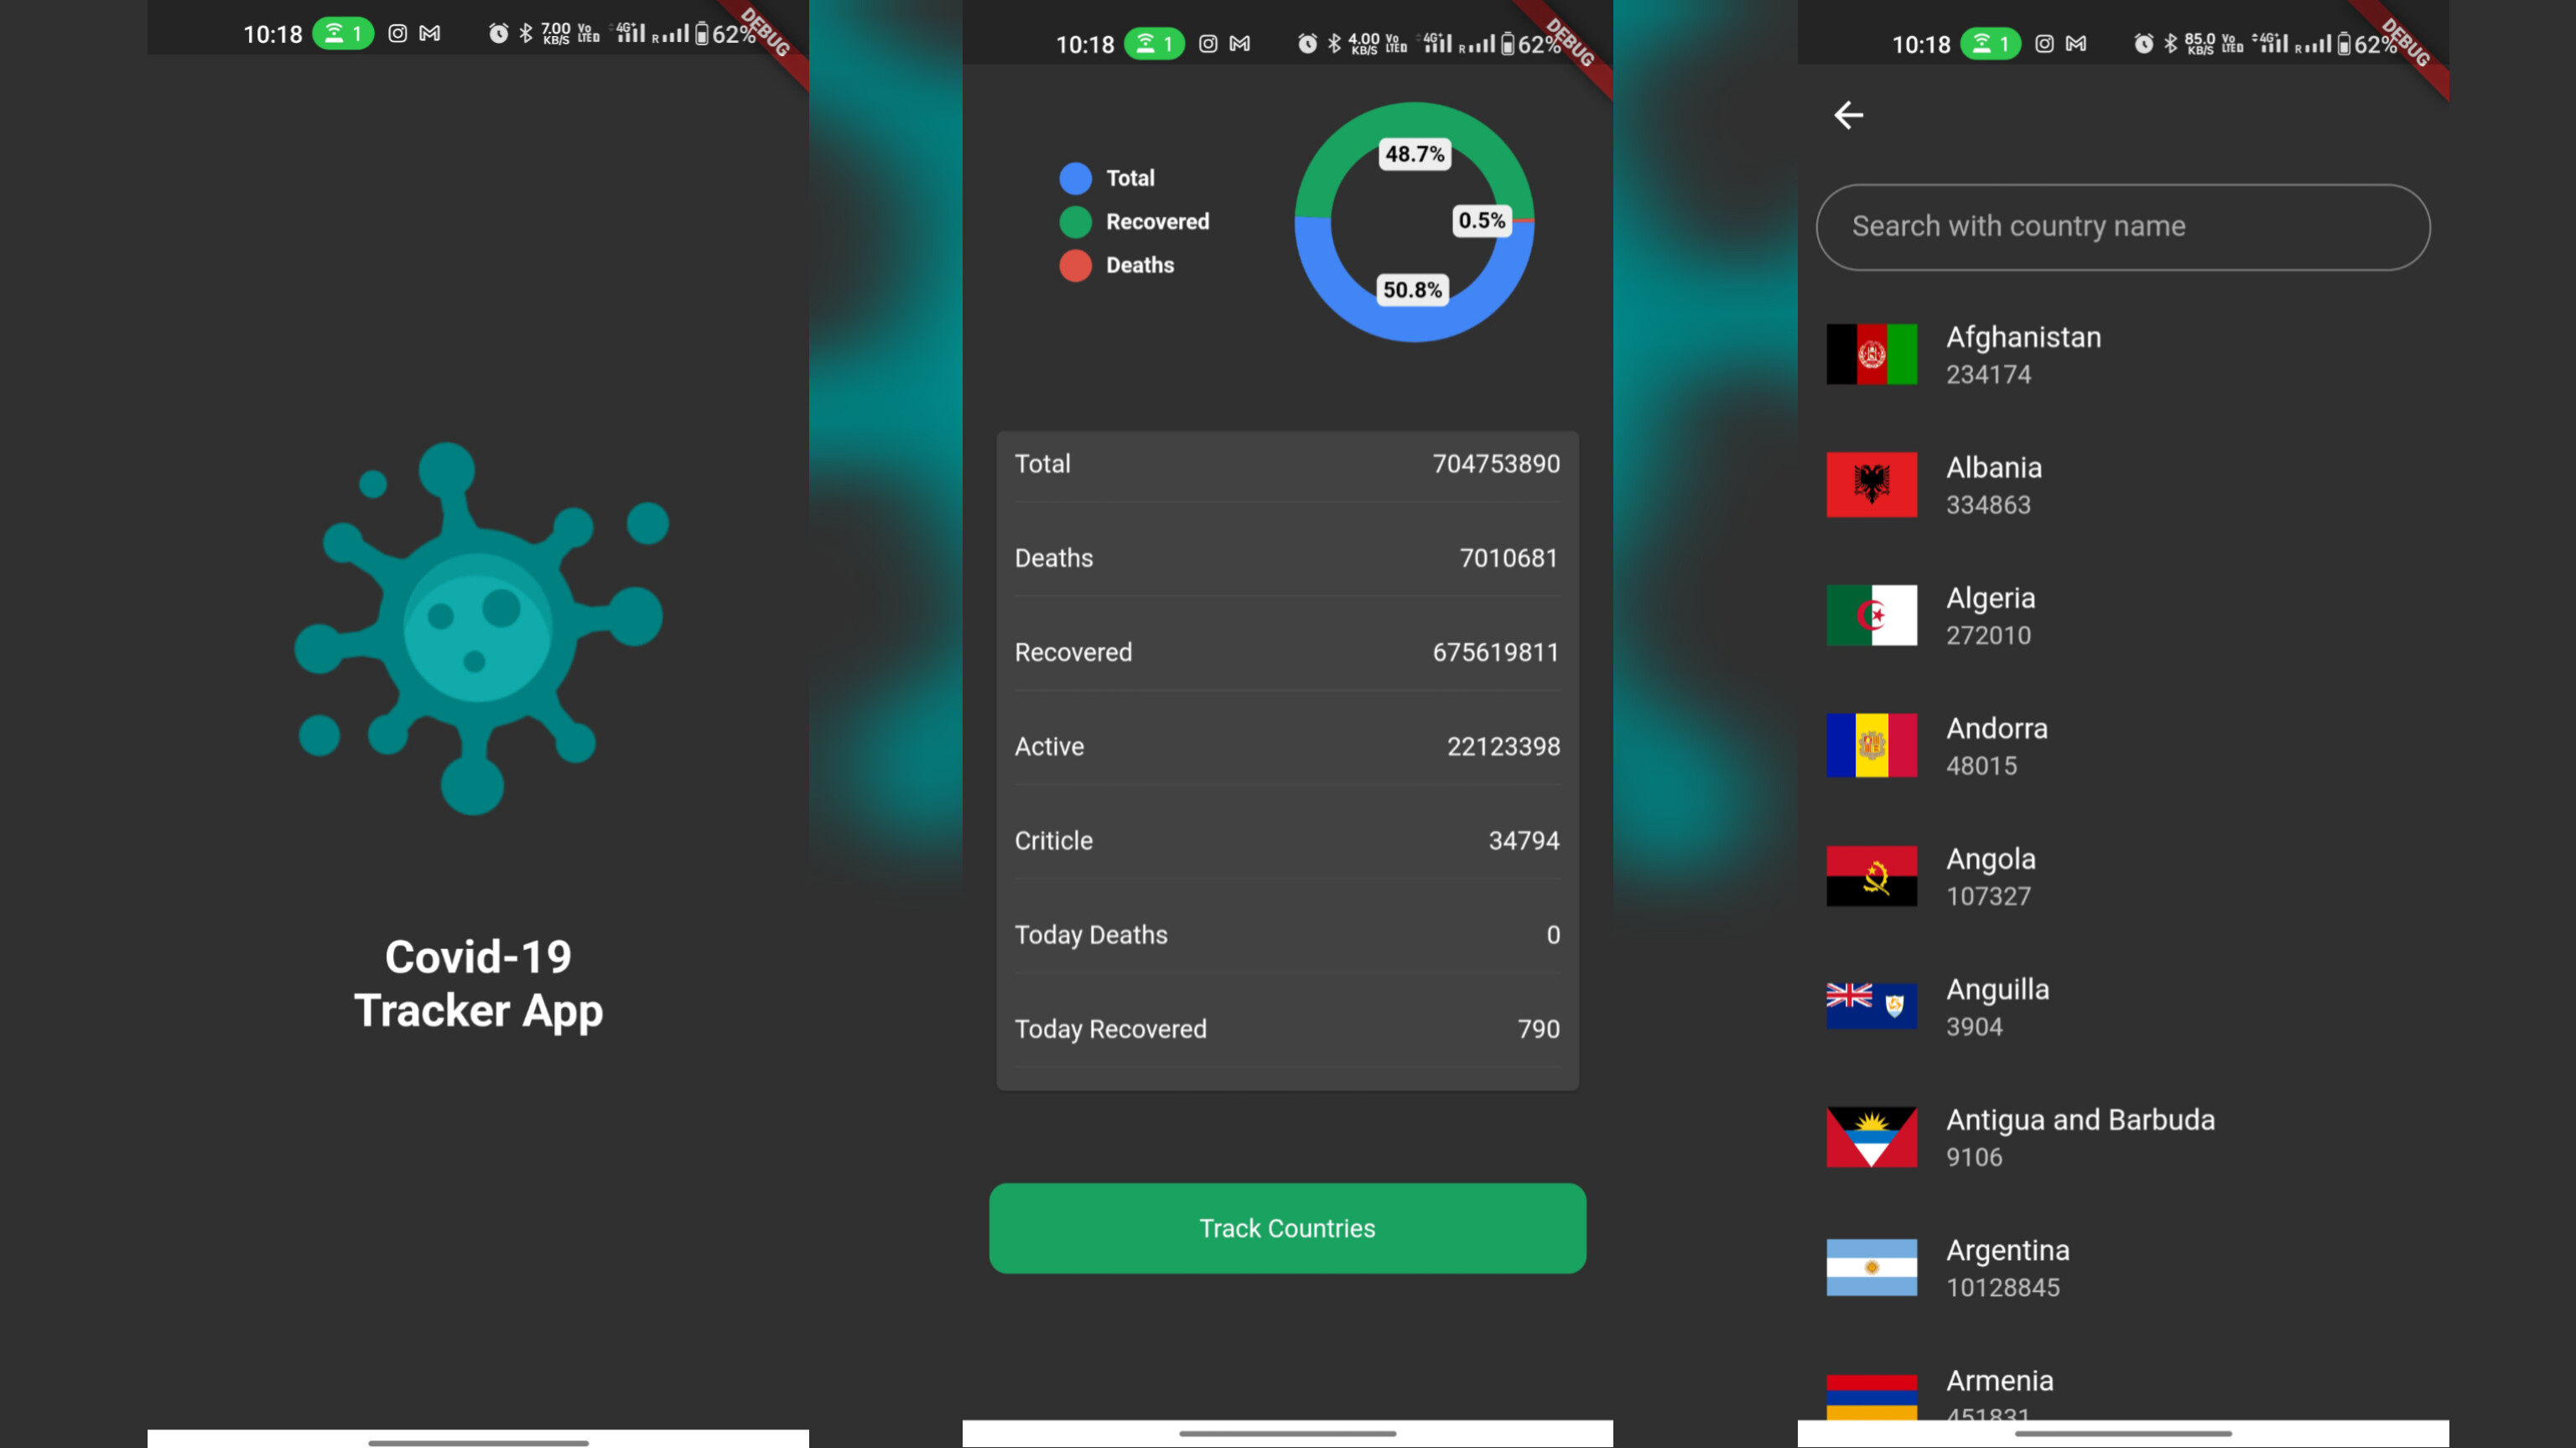 10:18 1 7.00 KB/S Vo LTE 4G+ R 62%
DEBUG
Covid-19
Tracker App
10:18 1 4.00 KB/S Vo LTE 4G+ R 62%
DEBUG
Total
Recovered
Deaths
48.7%
0.5%
50.8%
Total 704753890
Deaths 7010681
Recovered 675619811
Active 22123398
Criticle 34794
Today Deaths 0
Today Recovered 790
Track Countries
10:18 1 85.0 KB/S Vo LTE 4G+ R 62%
DEBUG
Search with country name
Afghanistan
234174
Albania
334863
Algeria
272010
Andorra
48015
Angola
107327
Anguilla
3904
Antigua and Barbuda
9106
Argentina
10128845
Armenia
451831